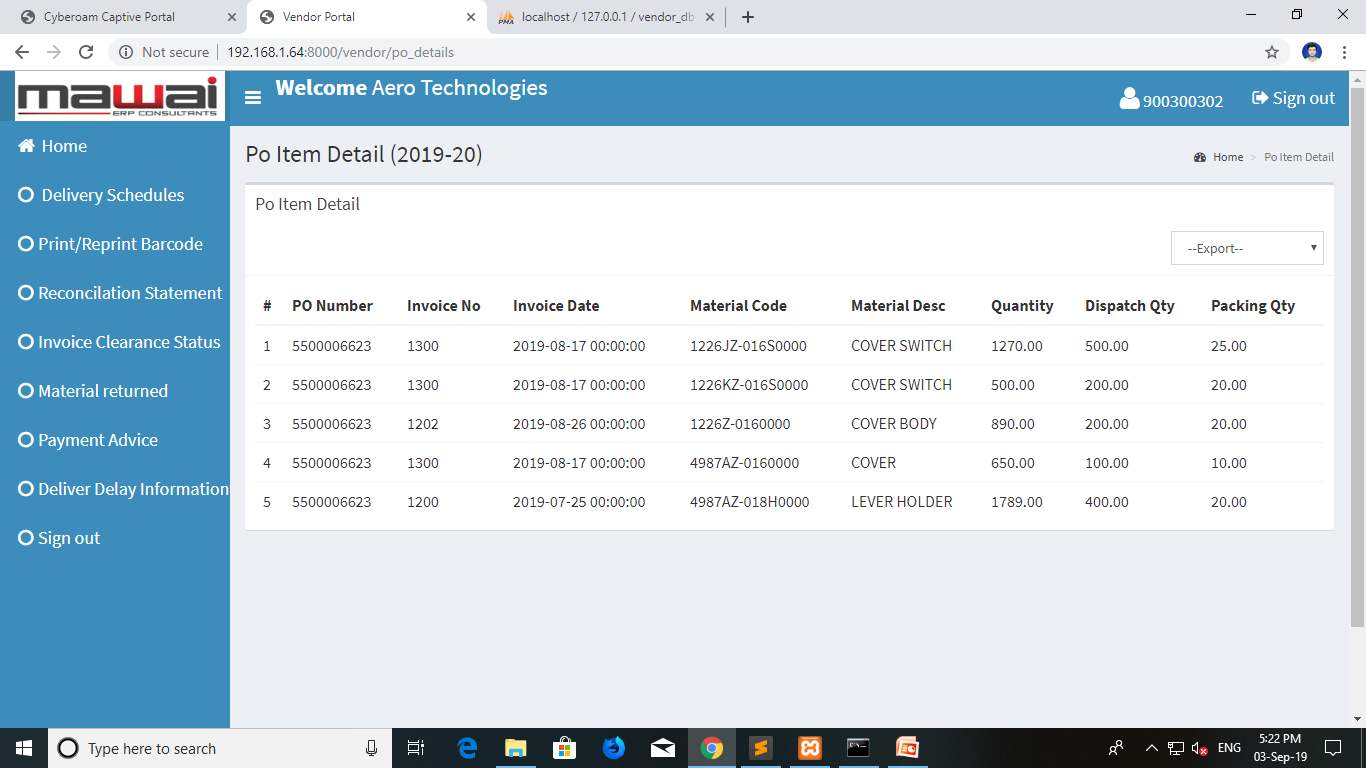 Cyberoam Captive Portal
Vendor Portal
localhost / 127.0.0.1 / vendor_db
Not secure
192.168.1.64:8000/vendor/po_details
mawai
ERP CONSULTANTS
Welcome Aero Technologies
900300302
Sign out
Home
Delivery Schedules
Print/Reprint Barcode
Reconcilation Statement
Invoice Clearance Status
Material returned
Payment Advice
Deliver Delay Information
Sign out
Po Item Detail (2019-20)
Home > Po Item Detail
Po Item Detail
--Export--
# PO Number Invoice No Invoice Date Material Code Material Desc Quantity Dispatch Qty Packing Qty
1 5500006623 1300 2019-08-17 00:00:00 1226JZ-016S0000 COVER SWITCH 1270.00 500.00 25.00
2 5500006623 1300 2019-08-17 00:00:00 1226KZ-016S0000 COVER SWITCH 500.00 200.00 20.00
3 5500006623 1202 2019-08-26 00:00:00 1226Z-0160000 COVER BODY 890.00 200.00 20.00
4 5500006623 1300 2019-08-17 00:00:00 4987AZ-0160000 COVER 650.00 100.00 10.00
5 5500006623 1200 2019-07-25 00:00:00 4987AZ-018H0000 LEVER HOLDER 1789.00 400.00 20.00
Type here to search
ENG
5:22 PM
03-Sep-19